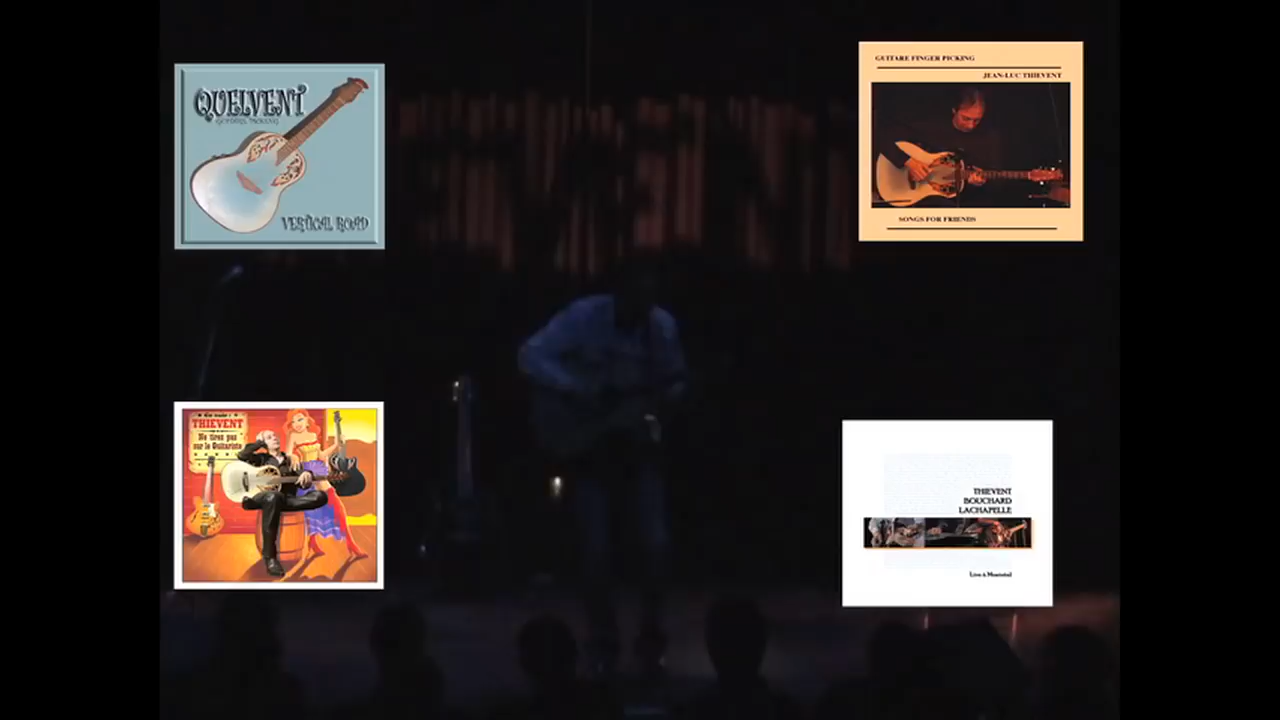 QUELVENT
VERTICAL ROAD
GUITARE FINGER PICKING
JEAN-LUC THIEVENT
SONGS FOR FRIENDS
THIEVENT
Ne tirez pas
sur le Guitariste
THIEVENT
BOUCHARD
LACHAPELLE
Live à Montréal